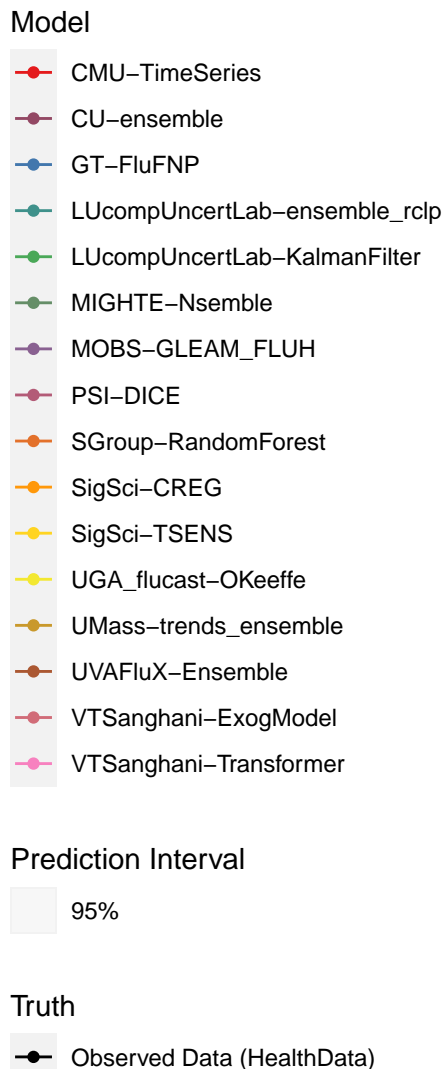 Model
CMU−TimeSeries
CU−ensemble
GT−FluFNP
LUcompUncertLab−ensemble_rclp
LUcompUncertLab−KalmanFilter
MIGHTE−Nsemble
MOBS−GLEAM_FLUH
PSI−DICE
SGroup−RandomForest
SigSci−CREG
SigSci−TSENS
UGA_flucast−OKeeffe
UMass−trends_ensemble
UVAFluX−Ensemble
VTSanghani−ExogModel
VTSanghani−Transformer
Prediction Interval
95%
Truth
Observed Data (HealthData)